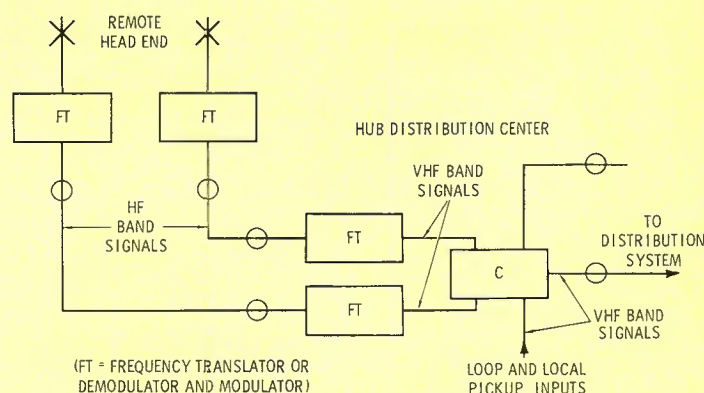 REMOTE
HEAD END
FT
FT
HUB DISTRIBUTION CENTER
VHF BAND
SIGNALS
HF
BAND
SIGNALS
FT
FT
C
TO
DISTRIBUTION
SYSTEM
VHF BAND
SIGNALS
(FT = FREQUENCY TRANSLATOR OR
DEMODULATOR AND MODULATOR)
LOOP AND LOCAL
PICKUP INPUTS